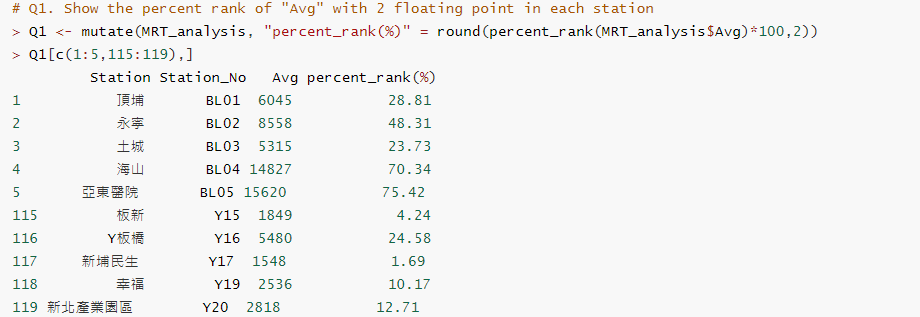 # Q1. Show the percent rank of "Avg" with 2 floating point in each station
> Q1 <- mutate(MRT_analysis, "percent_rank(%)" = round(percent_rank(MRT_analysis$Avg)*100,2))
> Q1[c(1:5,115:119),]
Station Station_No Avg percent_rank(%)
1 頂埔 BL01 6045 28.81
2 永寧 BL02 8558 48.31
3 土城 BL03 5315 23.73
4 海山 BL04 14827 70.34
5 亞東醫院 BL05 15620 75.42
115 板新 Y15 1849 4.24
116 Y板橋 Y16 5480 24.58
117 新埔民生 Y17 1548 1.69
118 幸福 Y19 2536 10.17
119 新北產業園區 Y20 2818 12.71